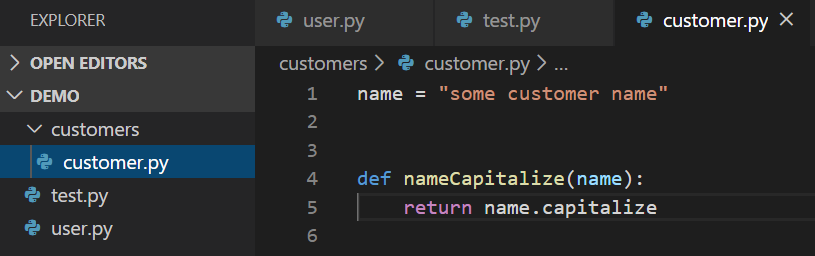 EXPLORER
OPEN EDITORS
DEMO
customers
customer.py
test.py
user.py
user.py test.py customer.py
customers > customer.py > ...
1 name = "some customer name"
2
3
4 def nameCapitalize(name):
5     return name.capitalize
6